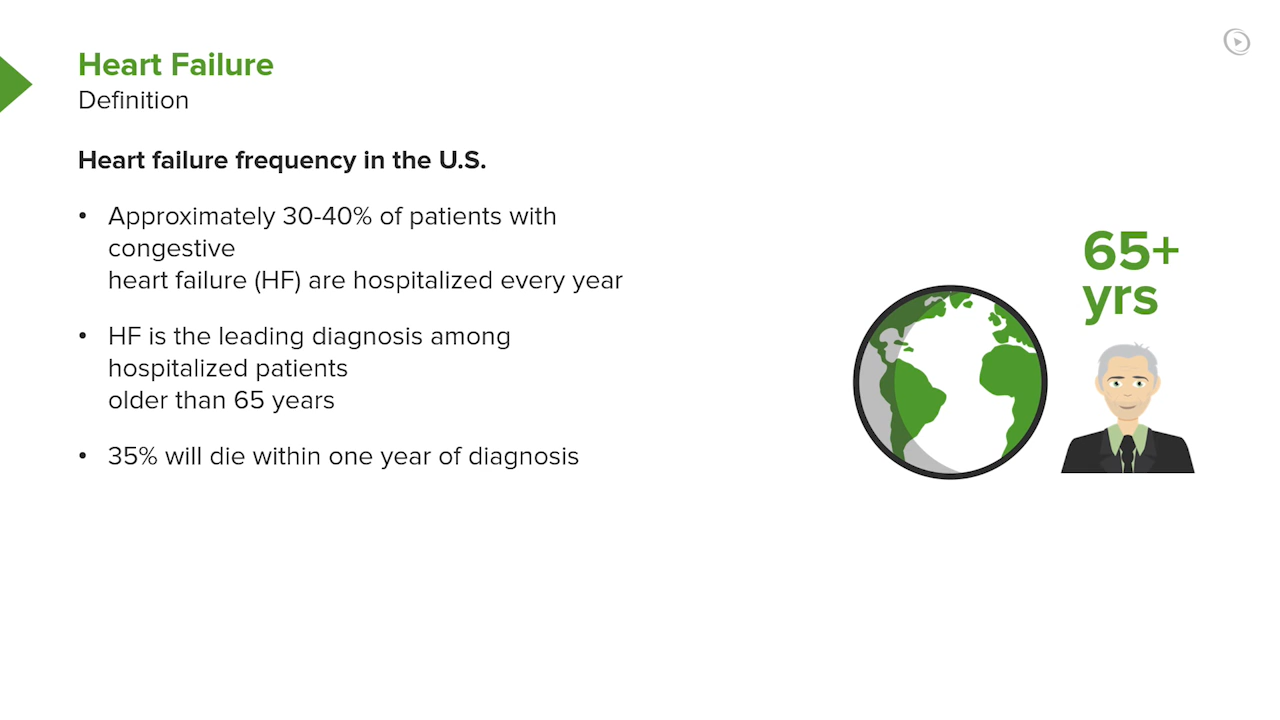 Heart Failure
Definition
Heart failure frequency in the U.S.
• Approximately 30-40% of patients with
congestive
heart failure (HF) are hospitalized every year
• HF is the leading diagnosis among
hospitalized patients
older than 65 years
• 35% will die within one year of diagnosis
65+
yrs